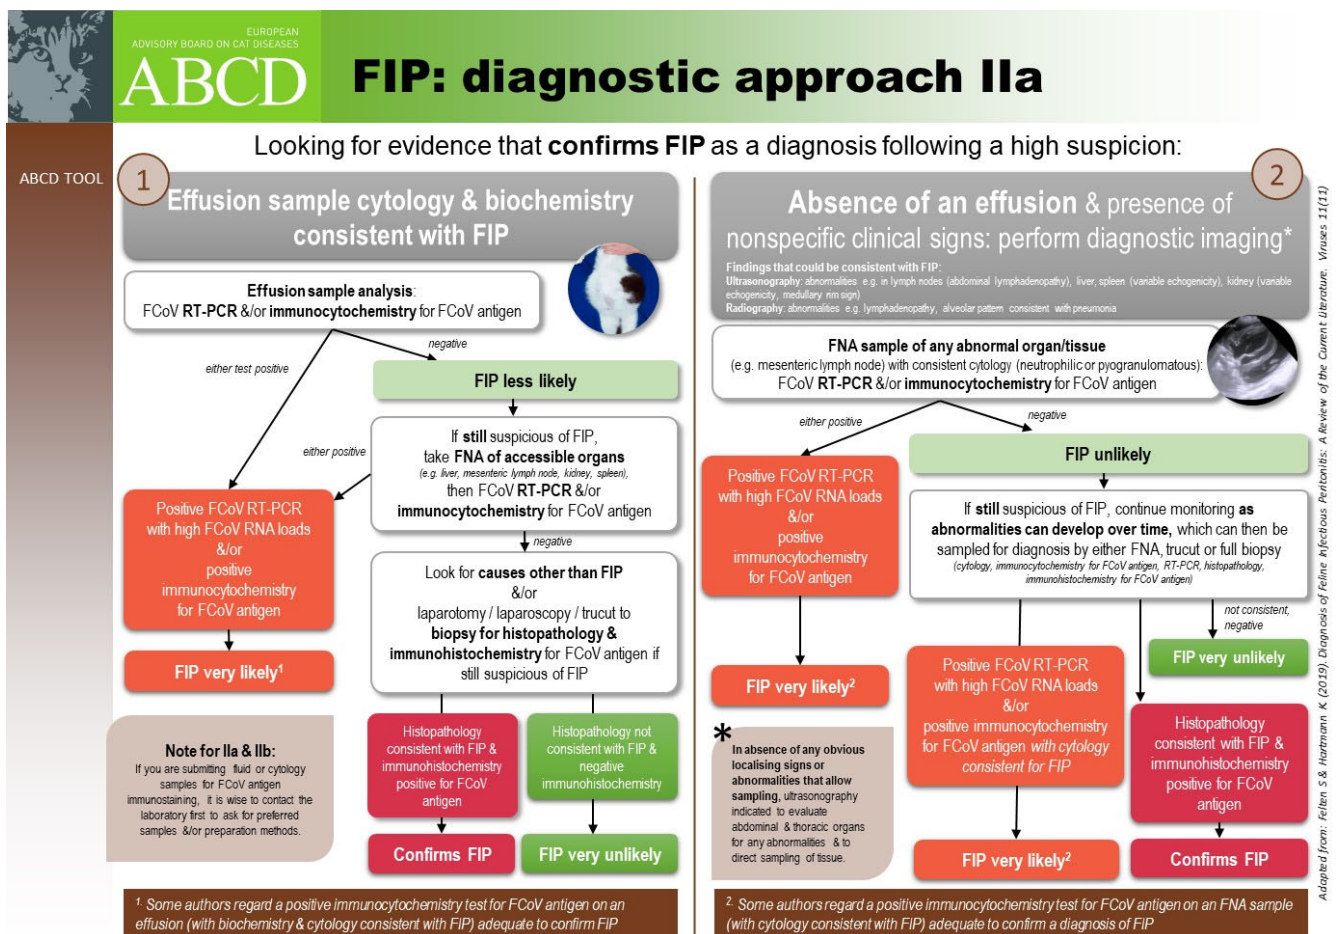 EUROPEAN
ADVISORY BOARD ON CAT DISEASES
ABCD
FIP: diagnostic approach IIa
Looking for evidence that confirms FIP as a diagnosis following a high suspicion:
ABCD TOOL
1
Effusion sample cytology & biochemistry
consistent with FIP
Effusion sample analysis:
FCoV RT-PCR &/or immunocytochemistry for FCoV antigen
either test positive
negative
FIP less likely
If still suspicious of FIP,
take FNA of accessible organs
(e.g. liver, mesenteric lymph node, kidney, spleen),
then FCoV RT-PCR &/or
immunocytochemistry for FCoV antigen
either positive
negative
Positive FCoV RT-PCR
with high FCoV RNA loads
&/or
positive
immunocytochemistry
for FCoV antigen
FIP very likely1
Look for causes other than FIP
&/or
laparotomy / laparoscopy / trucut to
biopsy for histopathology &
immunohistochemistry for FCoV antigen if
still suspicious of FIP
Histopathology
consistent with FIP &
immunohistochemistry
positive for FCoV
antigen
Confirms FIP
Histopathology not
consistent with FIP &
negative
immunohistochemistry
FIP very unlikely
Note for IIa & IIb:
If you are submitting fluid or cytology
samples for FCoV antigen
immunostaining, it is wise to contact the
laboratory first to ask for preferred
samples &/or preparation methods.
1. Some authors regard a positive immunocytochemistry test for FCoV antigen on an
effusion (with biochemistry & cytology consistent with FIP) adequate to confirm FIP
2
Absence of an effusion & presence of
nonspecific clinical signs: perform diagnostic imaging*
Findings that could be consistent with FIP:
Ultrasonography: abnormalities e.g. in lymph nodes (abdominal lymphadenopathy), liver, spleen (variable echogenicity), kidney (variable
echogenicity, medullary rim sign)
Radiography: abnormalities e.g. lymphadenopathy, alveolar pattern consistent with pneumonia
FNA sample of any abnormal organ/tissue
(e.g. mesenteric lymph node) with consistent cytology (neutrophilic or pyogranulomatous):
FCoV RT-PCR &/or immunocytochemistry for FCoV antigen
either positive
negative
Positive FCoV RT-PCR
with high FCoV RNA loads
&/or
positive
immunocytochemistry
for FCoV antigen
FIP very likely2
FIP unlikely
If still suspicious of FIP, continue monitoring as
abnormalities can develop over time, which can then be
sampled for diagnosis by either FNA, trucut or full biopsy
(cytology, immunocytochemistry for FCoV antigen, RT-PCR, histopathology,
immunohistochemistry for FCoV antigen)
not consistent,
negative
FIP very unlikely
Positive FCoV RT-PCR
with high FCoV RNA loads
&/or
positive immunocytochemistry
for FCoV antigen with cytology
consistent for FIP
FIP very likely2
Histopathology
consistent with FIP &
immunohistochemistry
positive for FCoV
antigen
Confirms FIP
*
In absence of any obvious
localising signs or
abnormalities that allow
sampling, ultrasonography
indicated to evaluate
abdominal & thoracic organs
for any abnormalities & to
direct sampling of tissue.
2. Some authors regard a positive immunocytochemistry test for FCoV antigen on an FNA sample
(with cytology consistent with FIP) adequate to confirm a diagnosis of FIP
Adapted from: Felten S & Hartmann K (2019). Diagnosis of Feline Infectious Peritonitis: A Review of the Current Literature. Viruses 11(11)